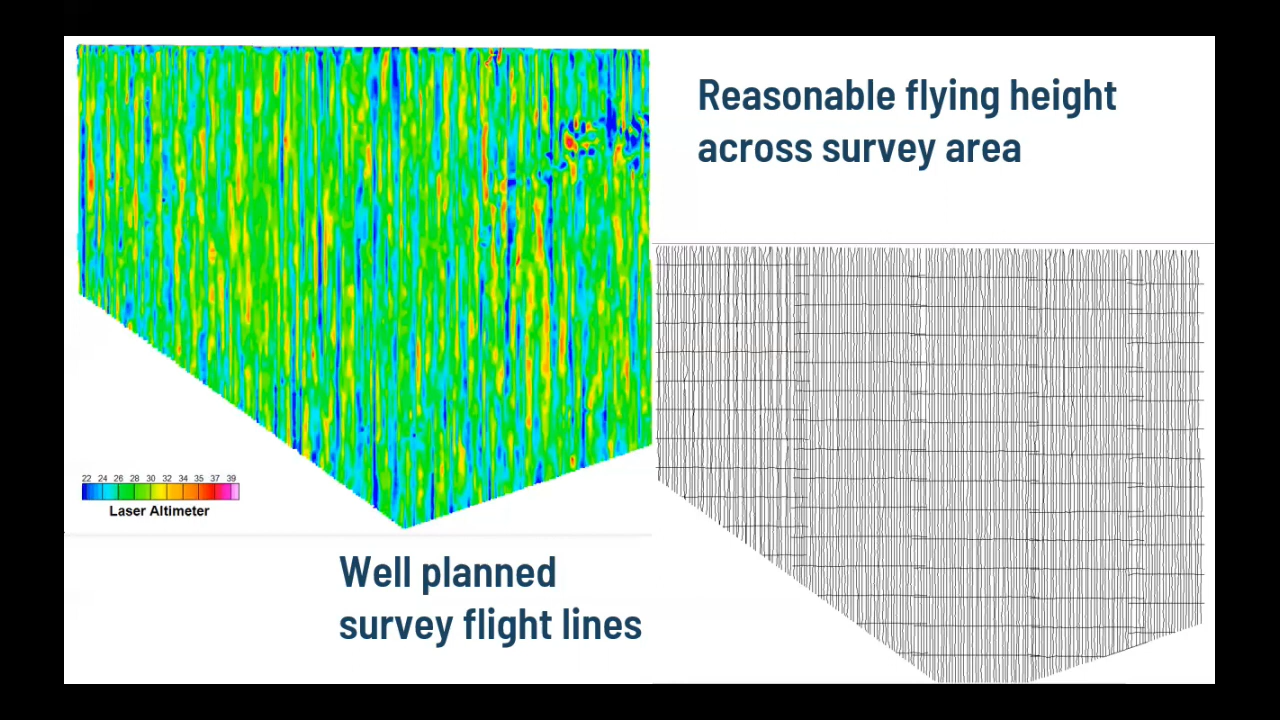 Reasonable flying height
across survey area
22 24 26 28 30 32 34 35 37 39
Laser Altimeter
Well planned
survey flight lines